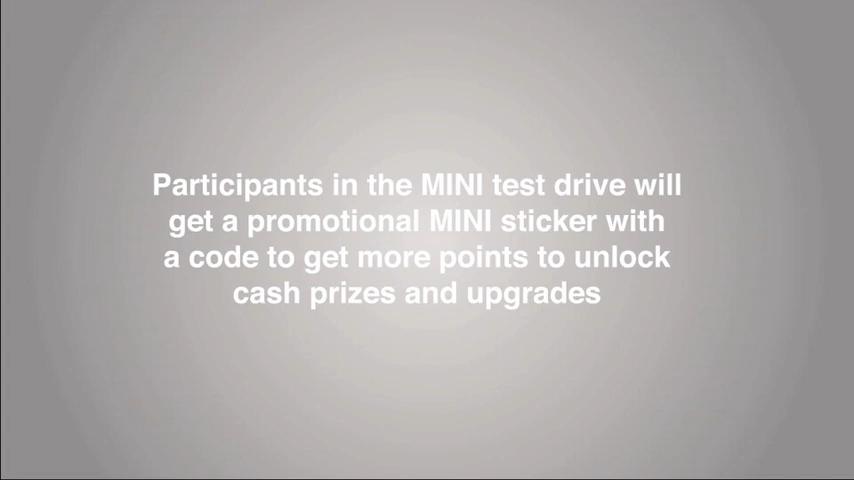 Participants in the MINI test drive will
get a promotional MINI sticker with
a code to get more points to unlock
cash prizes and upgrades